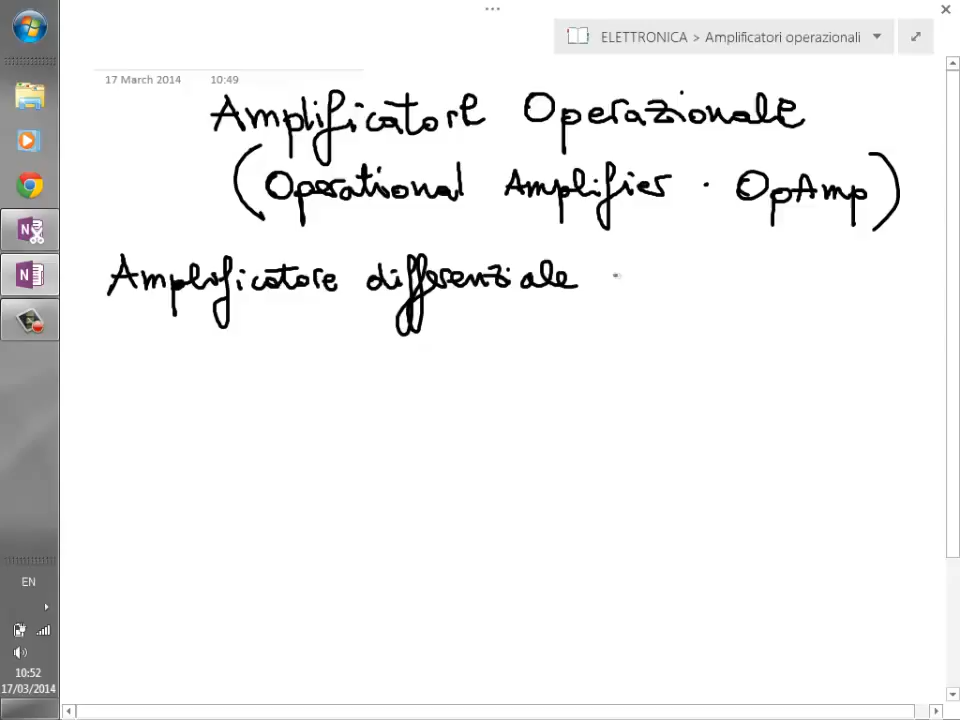 ELETTRONICA > Amplificatori operazionali
17 March 2014 10:49
Amplificatore Operazionale
(Operational Amplifier · OpAmp)
Amplificatore differenziale
EN
10:52
17/03/2014